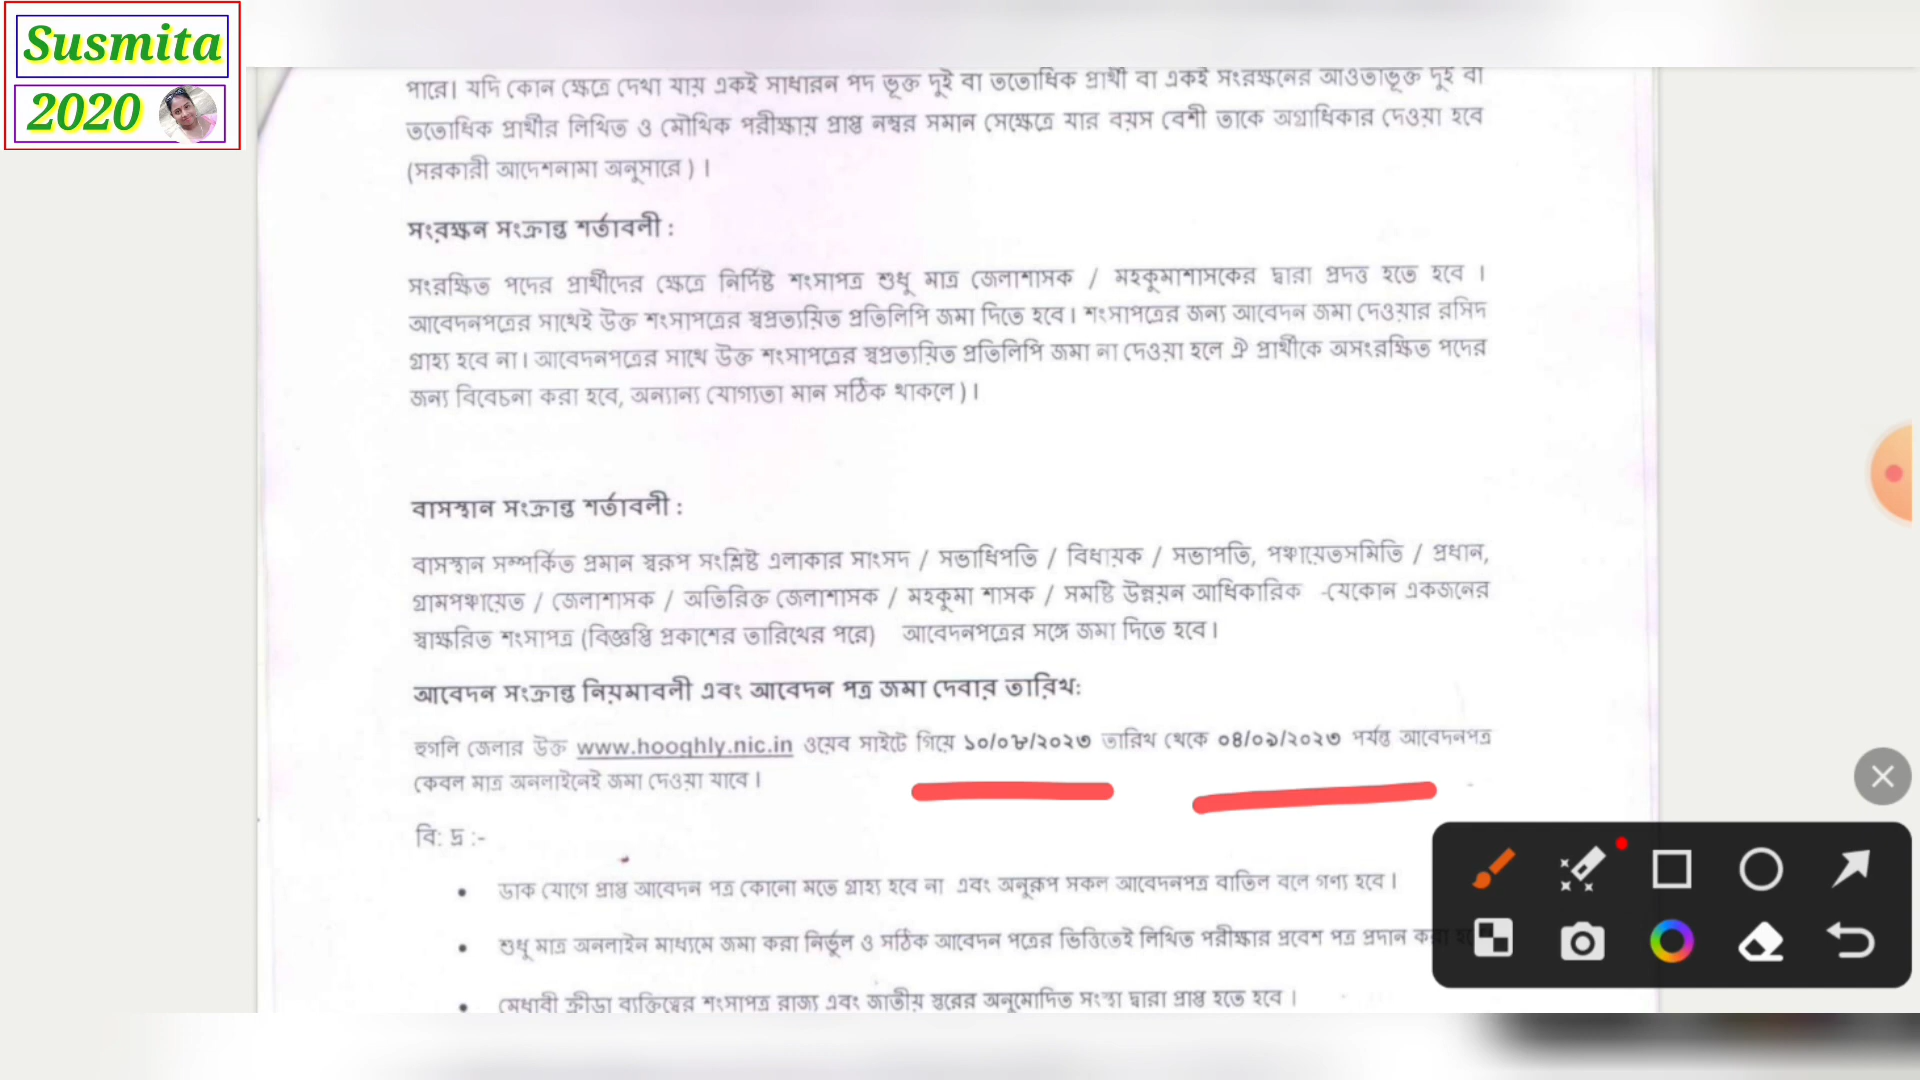 Susmita
2020
পারে। যদি কোন ক্ষেত্রে দেখা যায় একই সাধারন পদ ভূক্ত দুই বা ততোধিক প্রার্থী বা একই সংরক্ষনের আওতাভূক্ত দুই বা
ততোধিক প্রার্থীর লিখিত ও মৌখিক পরীক্ষায় প্রাপ্ত নম্বর সমান সেক্ষেত্রে যার বয়স বেশী তাকে অগ্রাধিকার দেওয়া হবে
(সরকারী আদেশনামা অনুসারে ) ।
সংরক্ষন সংক্রান্ত শর্তাবলী :
সংরক্ষিত পদের প্রার্থীদের ক্ষেত্রে নির্দিষ্ট শংসাপত্র শুধু মাত্র জেলাশাসক / মহকুমাশাসকের দ্বারা প্রদত্ত হতে হবে ।
আবেদনপত্রের সাথেই উক্ত শংসাপত্রের স্বপ্রত্যয়িত প্রতিলিপি জমা দিতে হবে। শংসাপত্রের জন্য আবেদন জমা দেওয়ার রসিদ
গ্রাহ্য হবে না। আবেদনপত্রের সাথে উক্ত শংসাপত্রের স্বপ্রত্যয়িত প্রতিলিপি জমা না দেওয়া হলে ঐ প্রার্থীকে অসংরক্ষিত পদের
জন্য বিবেচনা করা হবে, অন্যান্য যোগ্যতা মান সঠিক থাকলে ) ।
বাসস্থান সংক্রান্ত শর্তাবলী :
বাসস্থান সম্পর্কিত প্রমান স্বরূপ সংশ্লিষ্ট এলাকার সাংসদ / সভাধিপতি / বিধায়ক / সভাপতি, পঞ্চায়েতসমিতি / প্রধান,
গ্রামপঞ্চায়েত / জেলাশাসক / অতিরিক্ত জেলাশাসক / মহকুমা শাসক / সমষ্টি উন্নয়ন আধিকারিক -যেকোন একজনের
স্বাক্ষরিত শংসাপত্র (বিজ্ঞপ্তি প্রকাশের তারিখের পরে) আবেদনপত্রের সঙ্গে জমা দিতে হবে।
আবেদন সংক্রান্ত নিয়মাবলী এবং আবেদন পত্র জমা দেবার তারিখ:
হুগলি জেলার উক্ত www.hooghly.nic.in ওয়েব সাইটে গিয়ে ১০/০৮/২০২৩ তারিখ থেকে ০৪/০৯/২০২৩ পর্যন্ত আবেদনপত্র
কেবল মাত্র অনলাইনেই জমা দেওয়া যাবে ।
বি: দ্র :-
• ডাক যোগে প্রাপ্ত আবেদন পত্র কোনো মতে গ্রাহ্য হবে না এবং অনুরূপ সকল আবেদনপত্র বাতিল বলে গণ্য হবে ।
• শুধু মাত্র অনলাইন মাধ্যমে জমা করা নির্ভুল ও সঠিক আবেদন পত্রের ভিত্তিতেই লিখিত পরীক্ষার প্রবেশ পত্র প্রদান করা
• মেধাবী ক্রীড়া ব্যক্তিত্বের শংসাপত্র রাজ্য এবং জাতীয় স্তরের অনুমোদিত সংস্থা দ্বারা প্রাপ্ত হতে হবে ।